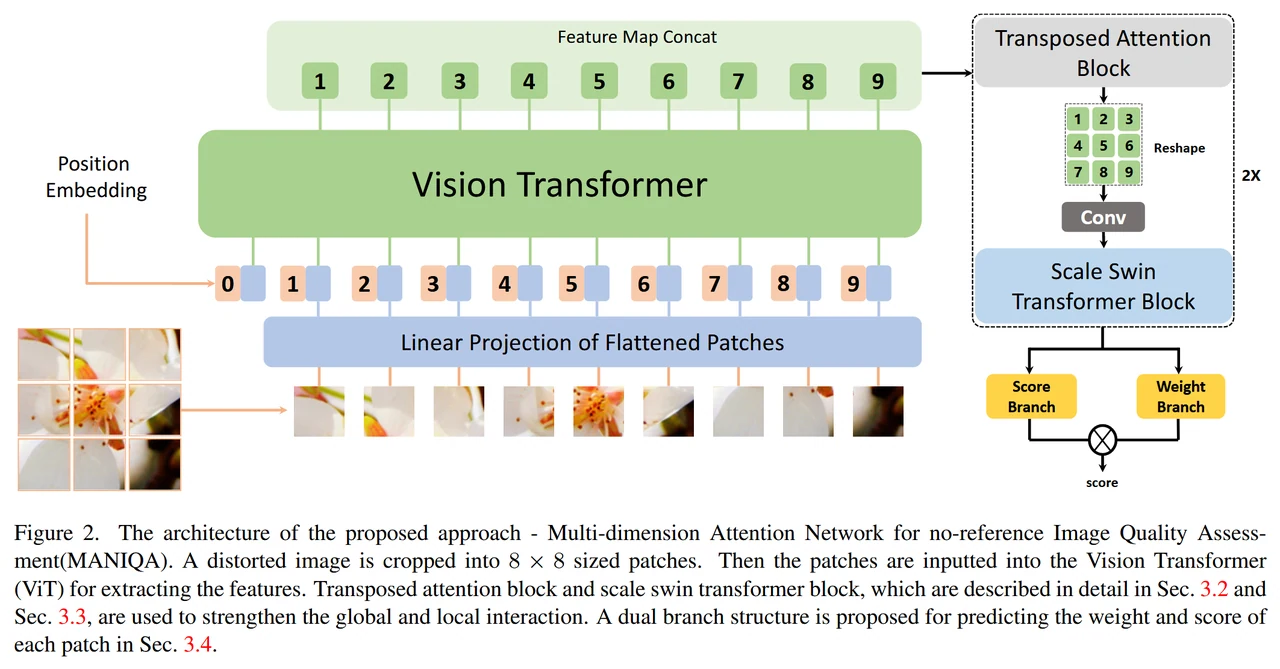 Feature Map Concat
1 2 3 4 5 6 7 8 9
Vision Transformer
Position
Embedding
0 1 2 3 4 5 6 7 8 9
Linear Projection of Flattened Patches
Transposed Attention
Block
1 2 3
4 5 6
7 8 9
Reshape
2X
Conv
Scale Swin
Transformer Block
Score
Branch
Weight
Branch
score
Figure 2. The architecture of the proposed approach - Multi-dimension Attention Network for no-reference Image Quality Assess-
ment(MANIQA). A distorted image is cropped into 8 × 8 sized patches. Then the patches are inputted into the Vision Transformer
(ViT) for extracting the features. Transposed attention block and scale swin transformer block, which are described in detail in Sec. 3.2 and
Sec. 3.3, are used to strengthen the global and local interaction. A dual branch structure is proposed for predicting the weight and score of
each patch in Sec. 3.4.